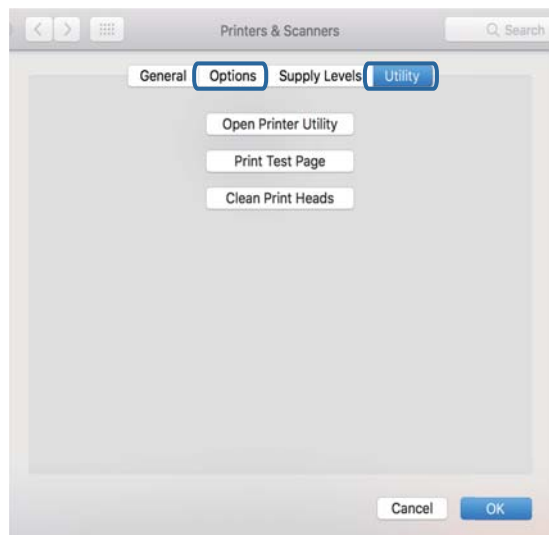 Printers & Scanners
Search
General Options Supply Levels Utility
Open Printer Utility
Print Test Page
Clean Print Heads
Cancel OK